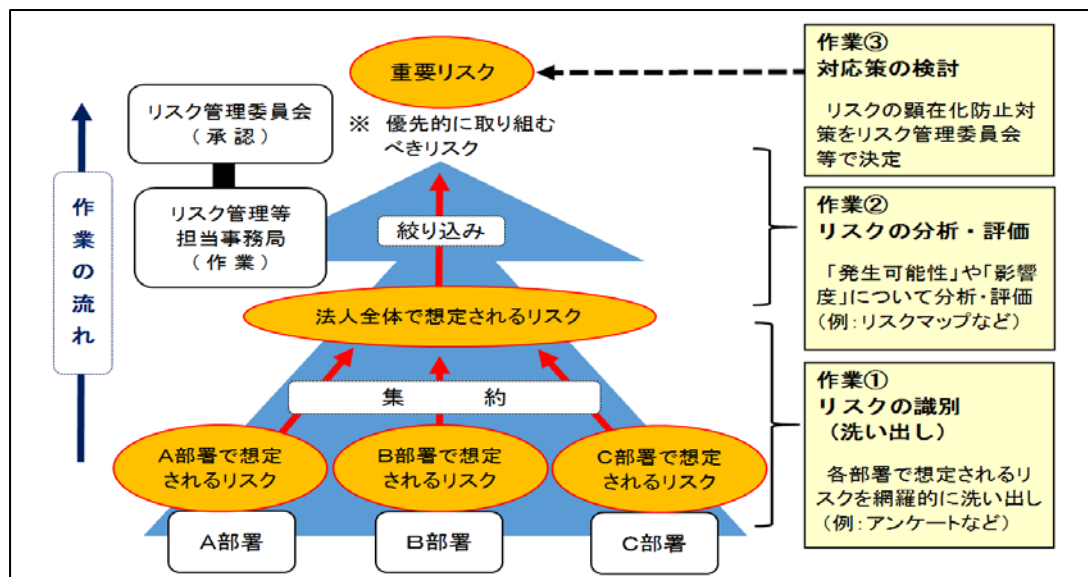 重要リスク
※ 優先的に取り組む
べきリスク
リスク管理委員会
(承認)
リスク管理等
担当事務局
(作業)
作業の流れ
絞り込み
法人全体で想定されるリスク
集 約
A部署で想定
されるリスク
B部署で想定
されるリスク
C部署で想定
されるリスク
A部署
B部署
C部署
作業③
対応策の検討
リスクの顕在化防止対
策をリスク管理委員会
等で決定
作業②
リスクの分析・評価
「発生可能性」や「影響
度」について分析・評価
(例:リスクマップなど)
作業①
リスクの識別
(洗い出し)
各部署で想定されるリ
スクを網羅的に洗い出し
(例:アンケートなど)